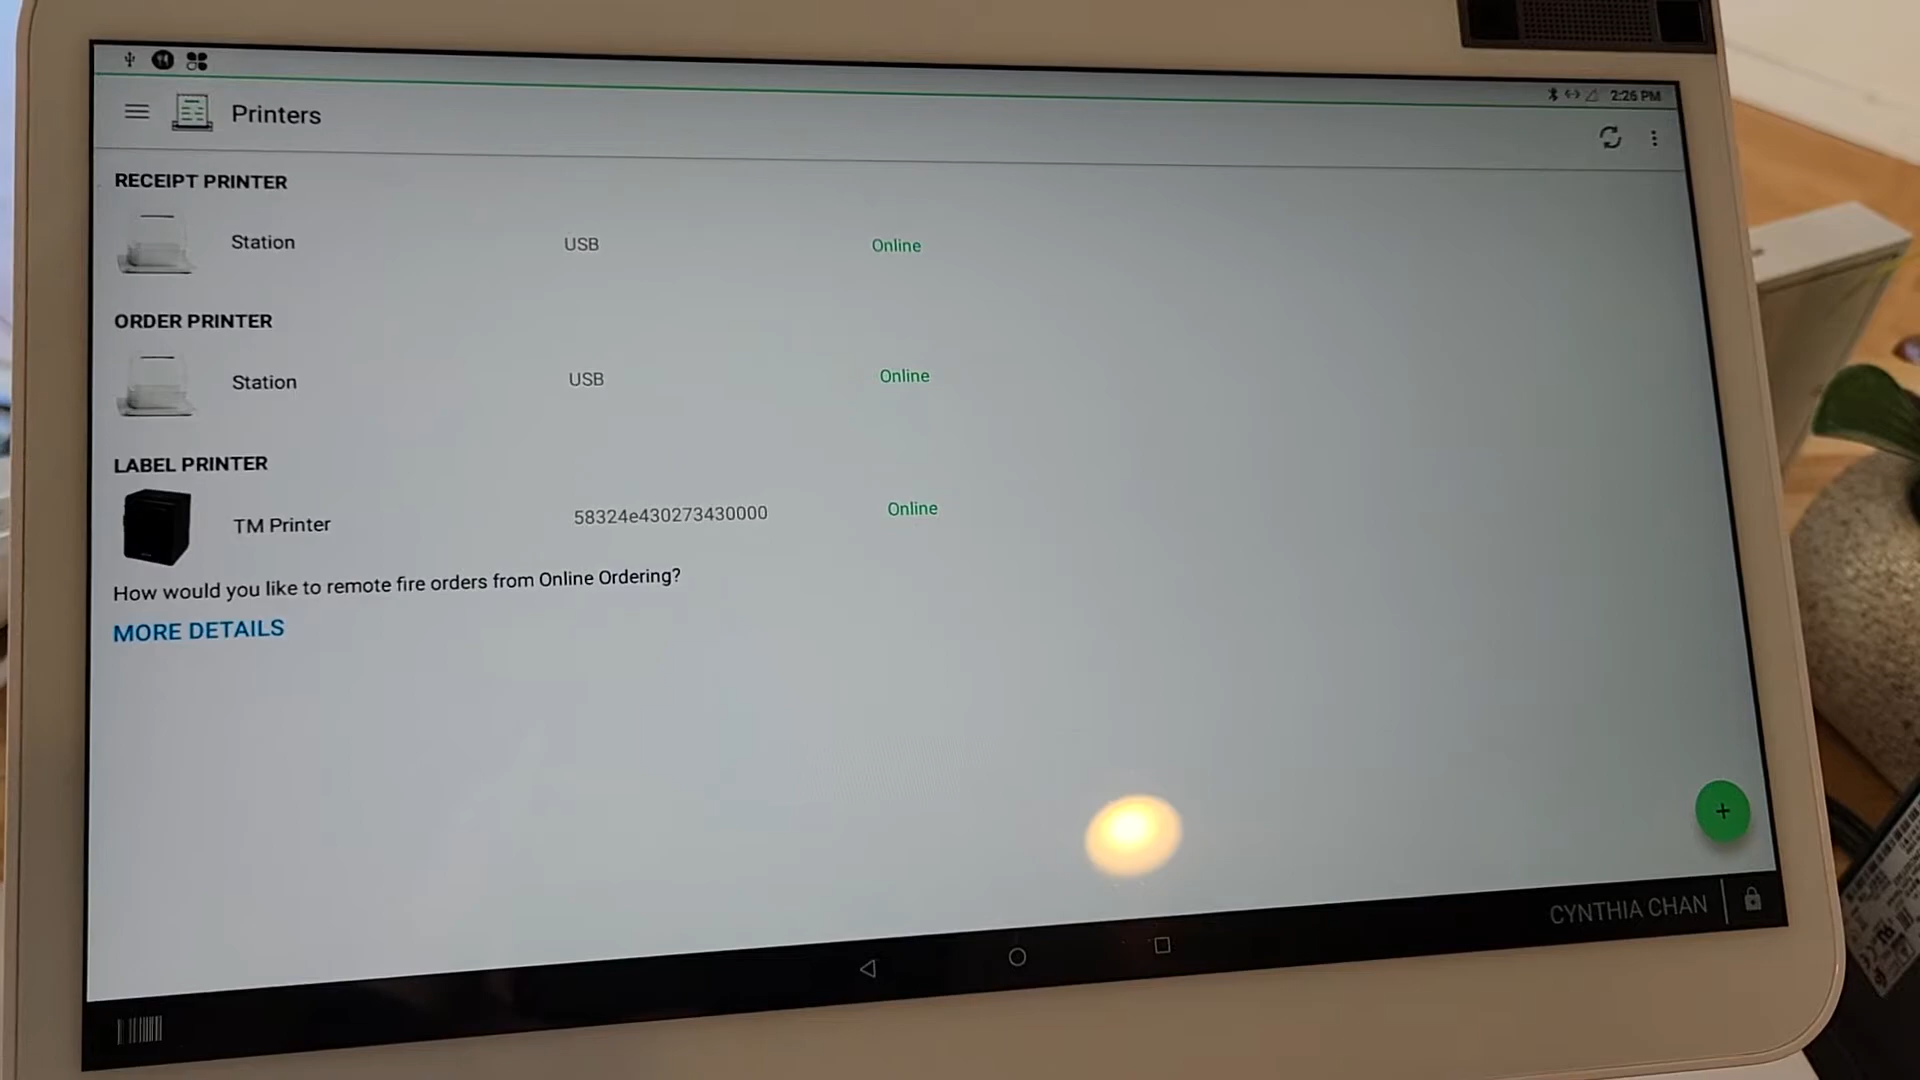 2:26 PM
Printers
RECEIPT PRINTER
Station USB Online
ORDER PRINTER
Station USB Online
LABEL PRINTER
TM Printer 58324e430273430000 Online
How would you like to remote fire orders from Online Ordering?
MORE DETAILS
+
CYNTHIA CHAN